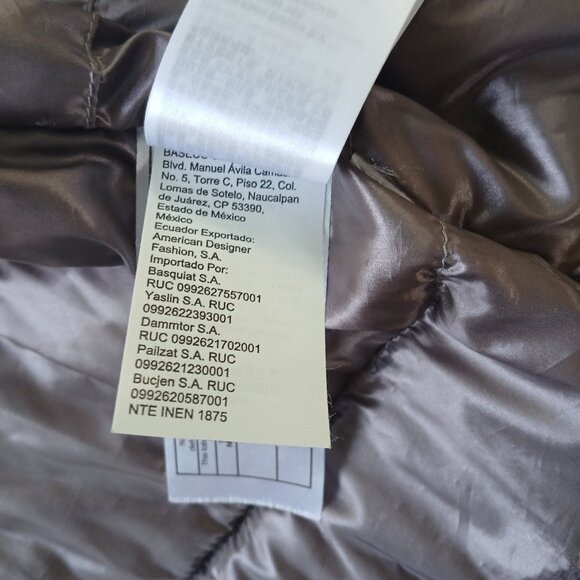 Blvd. Manuel Ávila Camac
No. 5, Torre C, Piso 22, Col.
Lomas de Sotelo, Naucalpan
de Juárez, CP 53390,
Estado de México
México
Ecuador Exportado:
American Designer
Fashion, S.A.
Importado Por:
Basquiat S.A.
RUC 0992627557001
Yaslin S.A. RUC
0992622393001
Dammtor S.A.
RUC 0992621702001
Pailzat S.A. RUC
0992621230001
Bucjen S.A. RUC
0992620587001
NTE INEN 1875